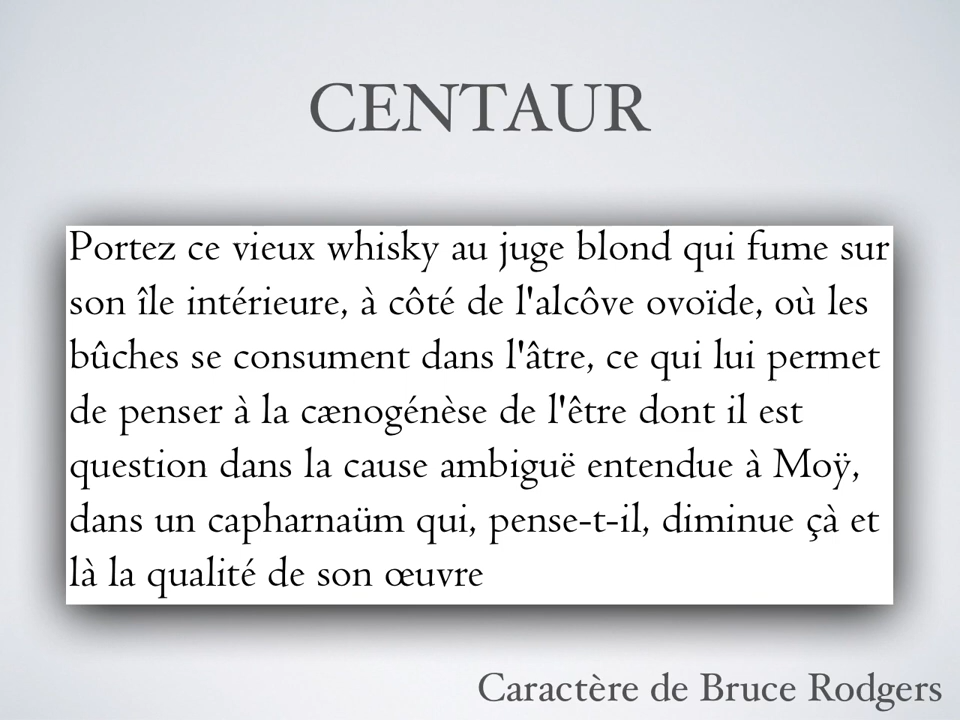 CENTAUR
Portez ce vieux whisky au juge blond qui fume sur
son île intérieure, à côté de l'alcôve ovoïde, où les
bûches se consument dans l'âtre, ce qui lui permet
de penser à la cænogénèse de l'être dont il est
question dans la cause ambiguë entendue à Moÿ,
dans un capharnaüm qui, pense-t-il, diminue çà et
là la qualité de son œuvre
Caractère de Bruce Rodgers